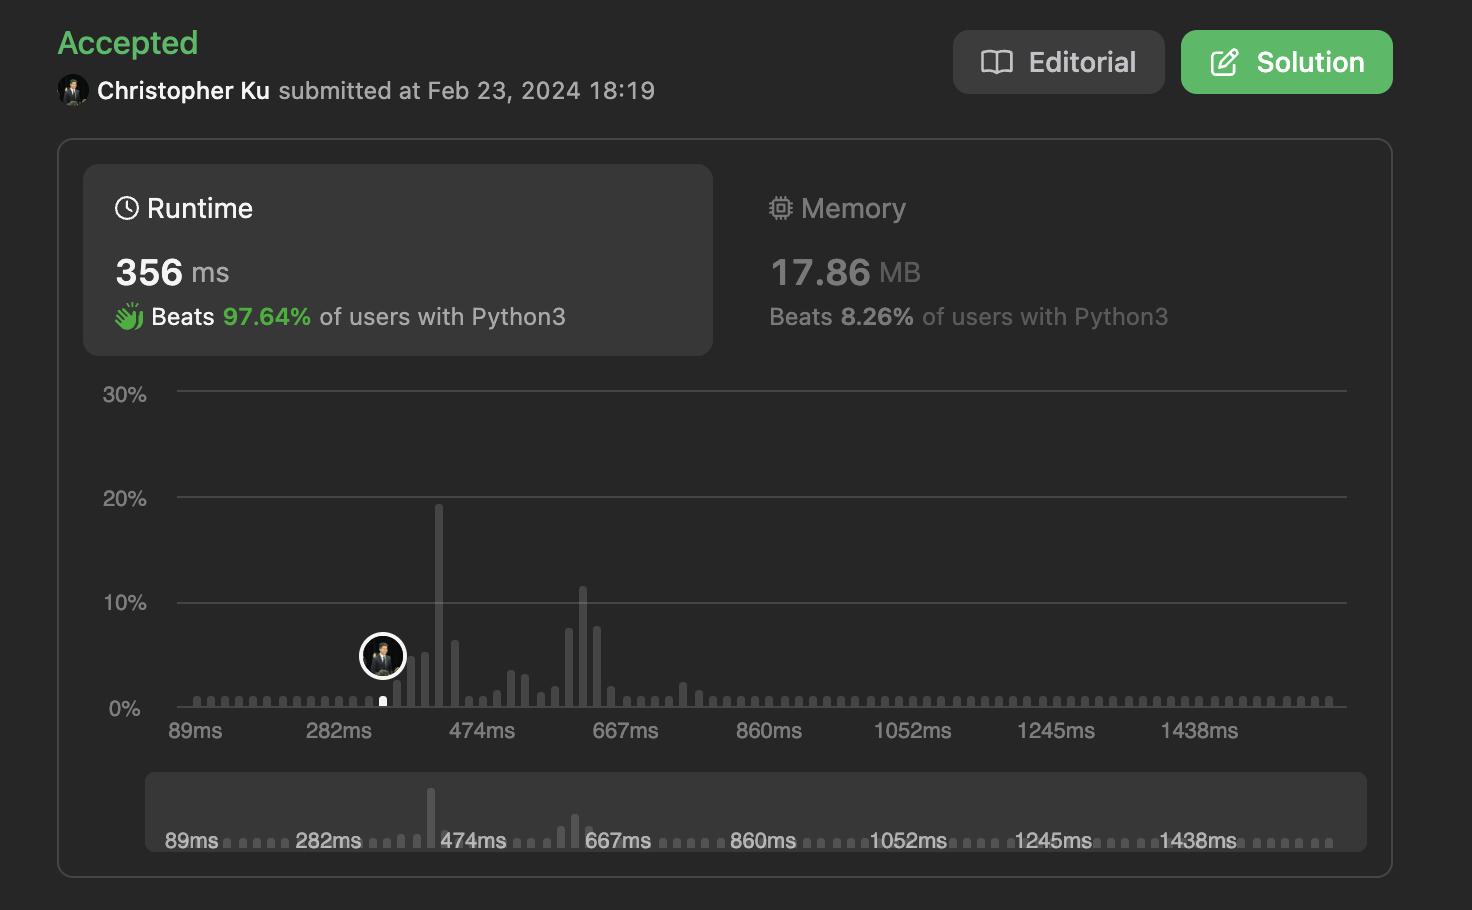 Accepted
Christopher Ku submitted at Feb 23, 2024 18:19
Editorial
Solution
Runtime
356 ms
Beats 97.64% of users with Python3
Memory
17.86 MB
Beats 8.26% of users with Python3
30%
20%
10%
0%
89ms 282ms 474ms 667ms 860ms 1052ms 1245ms 1438ms
89ms 282ms 474ms 667ms 860ms 1052ms 1245ms 1438ms